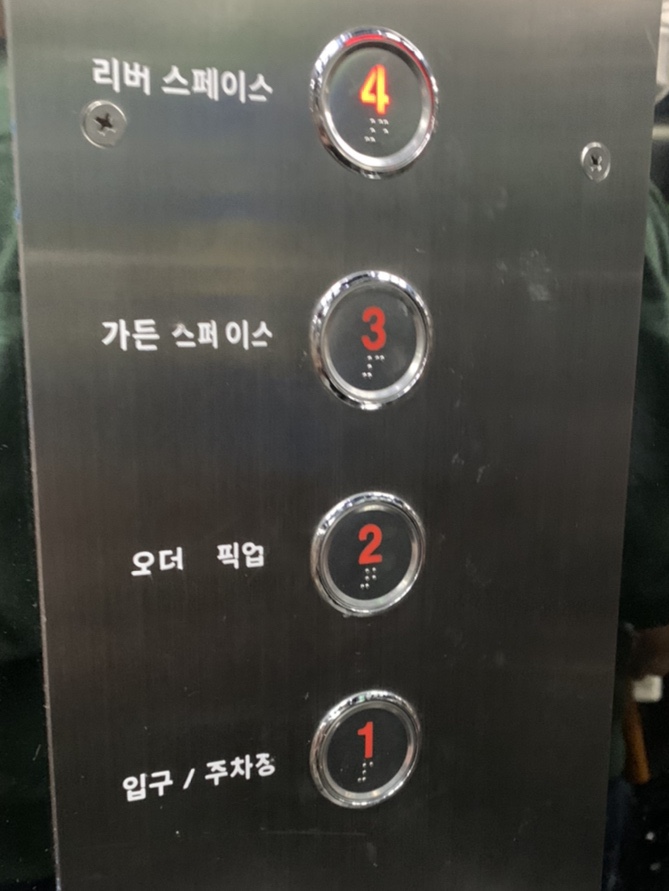 리버 스페이스 4
가든 스퍼이스 3
오더 픽업 2
입구 / 주차장 1